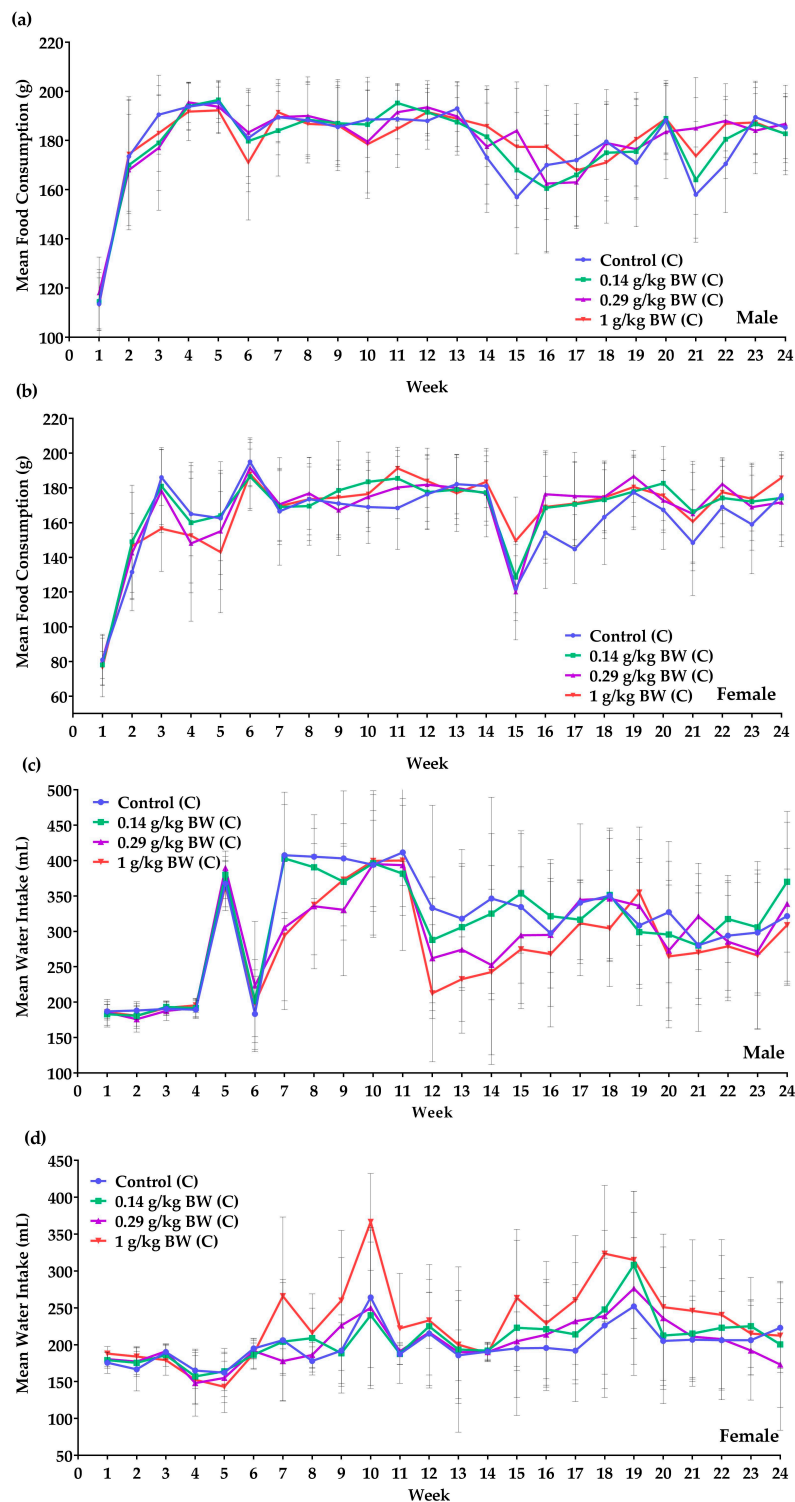 (a)
220
200
180
160
140
120
100
Mean Food Consumption (g)
Control (C)
0.14 g/kg BW (C)
0.29 g/kg BW (C)
1 g/kg BW (C)
Male
0 1 2 3 4 5 6 7 8 9 10 11 12 13 14 15 16 17 18 19 20 21 22 23 24
Week
(b)
220
200
180
160
140
120
100
80
60
Mean Food Consumption (g)
Control (C)
0.14 g/kg BW (C)
0.29 g/kg BW (C)
1 g/kg BW (C)
Female
0 1 2 3 4 5 6 7 8 9 10 11 12 13 14 15 16 17 18 19 20 21 22 23 24
Week
(c)
500
450
400
350
300
250
200
150
100
Mean Water Intake (mL)
Control (C)
0.14 g/kg BW (C)
0.29 g/kg BW (C)
1 g/kg BW (C)
Male
0 1 2 3 4 5 6 7 8 9 10 11 12 13 14 15 16 17 18 19 20 21 22 23 24
Week
(d)
450
400
350
300
250
200
150
100
50
Mean Water Intake (mL)
Control (C)
0.14 g/kg BW (C)
0.29 g/kg BW (C)
1 g/kg BW (C)
Female
0 1 2 3 4 5 6 7 8 9 10 11 12 13 14 15 16 17 18 19 20 21 22 23 24
Week